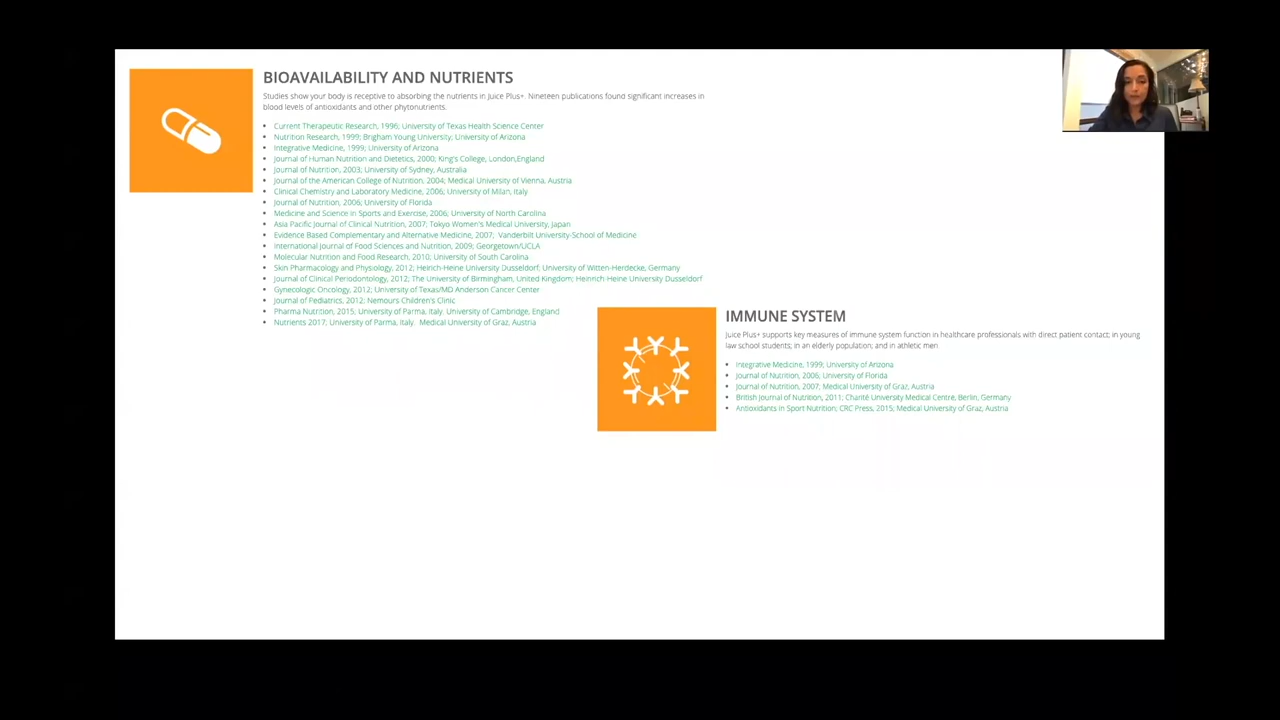 BIOAVAILABILITY AND NUTRIENTS
Studies show your body is receptive to absorbing the nutrients in Juice Plus+. Nineteen publications found significant increases in
blood levels of antioxidants and other phytonutrients.
Current Therapeutic Research, 1996; University of Texas Health Science Center
Nutrition Research, 1999; Brigham Young University; University of Arizona
Integrative Medicine, 1999; University of Arizona
Journal of Human Nutrition and Dietetics, 2000; King's College, London,England
Journal of Nutrition, 2003; University of Sydney, Australia
Journal of the American College of Nutrition, 2004; Medical University of Vienna, Austria
Clinical Chemistry and Laboratory Medicine, 2006; University of Milan, Italy
Journal of Nutrition, 2006; University of Florida
Medicine and Science in Sports and Exercise, 2006; University of North Carolina
Asia Pacific Journal of Clinical Nutrition, 2007; Tokyo Women's Medical University, Japan
Evidence Based Complementary and Alternative Medicine, 2007; Vanderbilt University-School of Medicine
International Journal of Food Sciences and Nutrition, 2009; Georgetown/UCLA
Molecular Nutrition and Food Research, 2010; University of South Carolina
Skin Pharmacology and Physiology, 2012; Heirich-Heine University Dusseldorf; University of Witten-Herdecke, Germany
Journal of Clinical Periodontology, 2012; The University of Birmingham, United Kingdom; Heinrich-Heine University Dusseldorf
Gynecologic Oncology, 2012; University of Texas/MD Anderson Cancer Center
Journal of Pediatrics, 2012; Nemours Children's Clinic
Pharma Nutrition, 2015, University of Parma, Italy. University of Cambridge, England
Nutrients 2017; University of Parma, Italy. Medical University of Graz, Austria
IMMUNE SYSTEM
Juice Plus+ supports key measures of immune system function in healthcare professionals with direct patient contact; in young
law school students; in an elderly population; and in athletic men.
Integrative Medicine, 1999; University of Arizona
Journal of Nutrition, 2006; University of Florida
Journal of Nutrition, 2007; Medical University of Graz, Austria
British Journal of Nutrition, 2011; Charité University Medical Centre, Berlin, Germany
Antioxidants in Sport Nutrition; CRC Press, 2015; Medical University of Graz, Austria